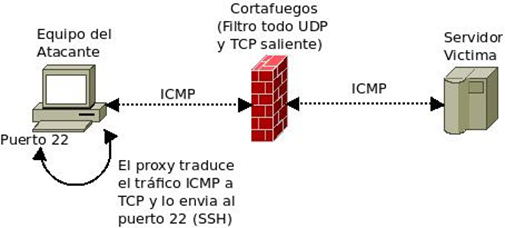 Equipo del
Atacante
Cortafuegos
(Filtro todo UDP
y TCP saliente)
Servidor
Victima
ICMP
ICMP
Puerto 22
El proxy traduce
el tráfico ICMP a
TCP y lo envia al
puerto 22 (SSH)